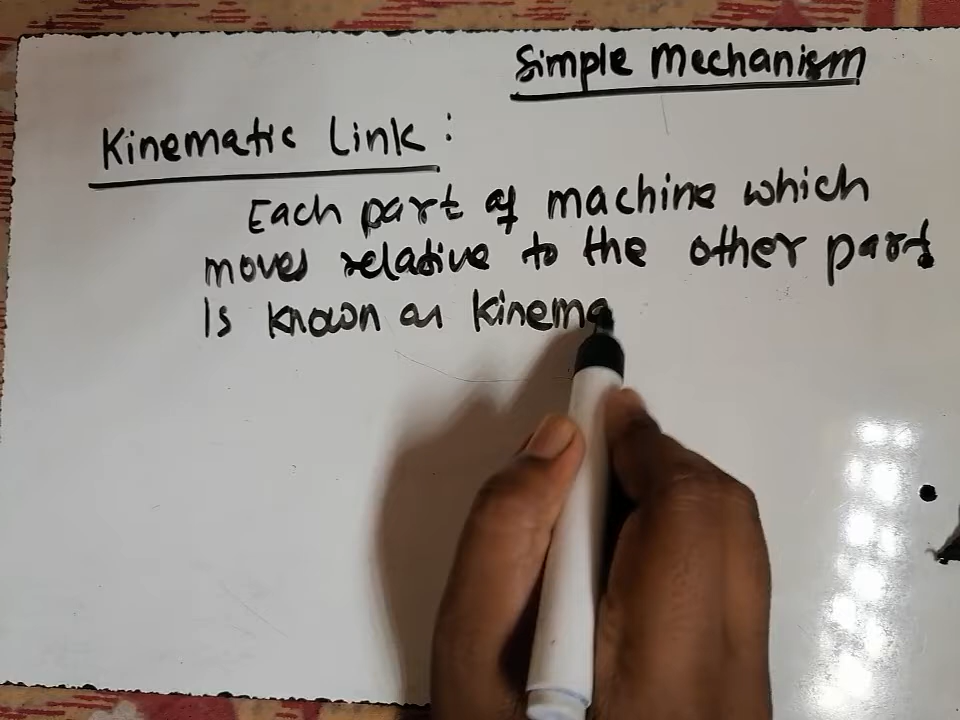 Simple Mechanism
Kinematic Link:
Each part of machine which
moves relative to the other part
Is known as kinema